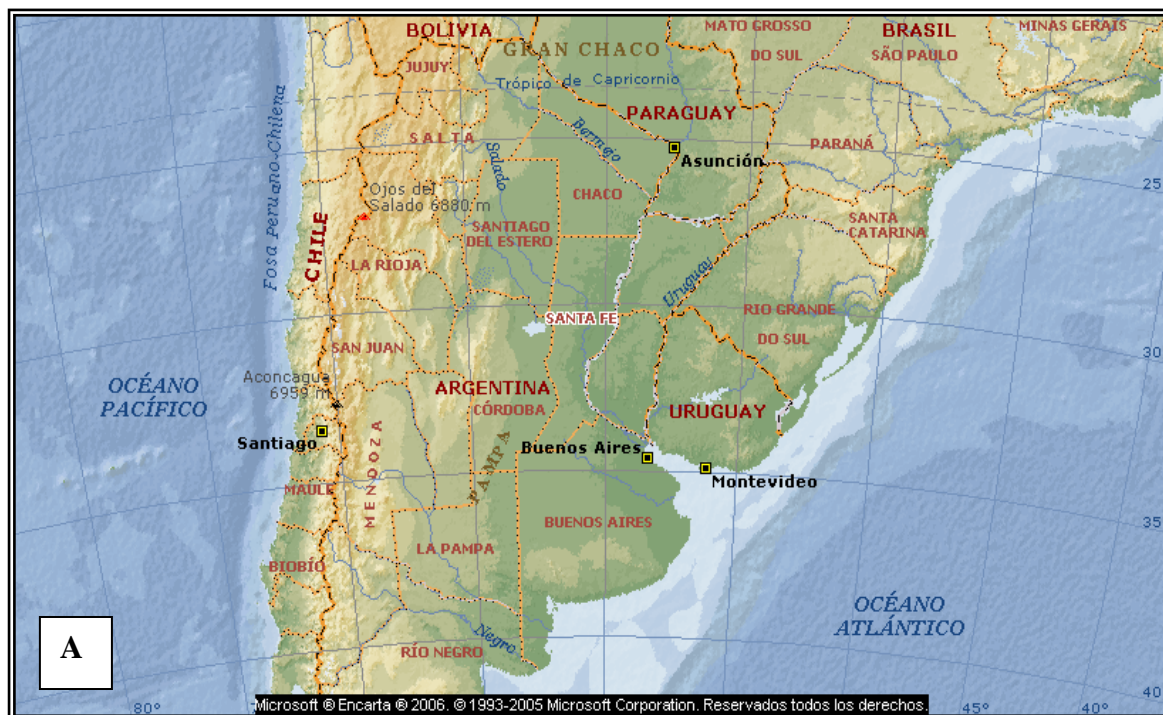 BOLIVIA
GRAN CHACO
MATO GROSSO
DO SUL
BRASIL
SÃO PAULO
MINAS GERAIS
JUJUY
Trópico de Capricornio
PARAGUAY
Asunción
PARANÁ
SALTA
Salado
Bermejo
CHACO
25
Fosa Peruano-Chilena
Ojos del
Salado 6880 m
SANTIAGO
DEL ESTERO
SANTA
CATARINA
CHILE
LA RIOJA
Uruguay
SANTA FE
RIO GRANDE
DO SUL
SAN JUAN
30
OCÉANO
PACÍFICO
Aconcagua
6959 m
ARGENTINA
CÓRDOBA
URUGUAY
Santiago
Buenos Aires
Montevideo
MENDOZA
PAMPA
MAULE
BUENOS AIRES
35
LA PAMPA
BIOBÍO
OCÉANO
ATLÁNTICO
A
Negro
RÍO NEGRO
40
80°
Microsoft ® Encarta ® 2006. © 1993-2005 Microsoft Corporation. Reservados todos los derechos.
45°